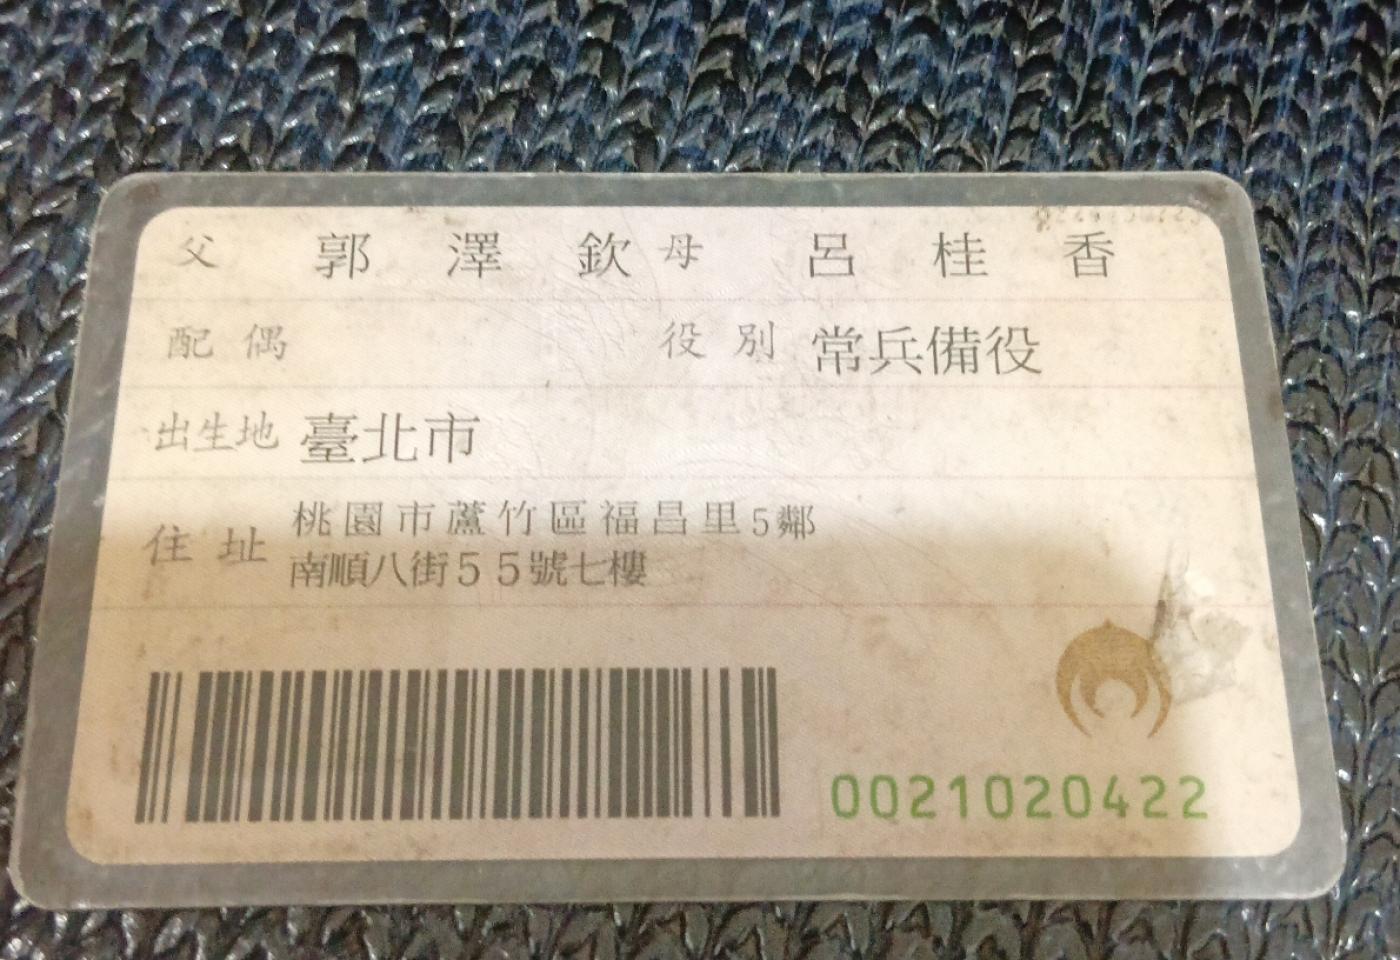 父 郭澤欽 母 呂桂香
配偶 役別 常兵備役
出生地 臺北市
住址 桃園市蘆竹區福昌里5鄰
南順八街55號七樓
0021020422